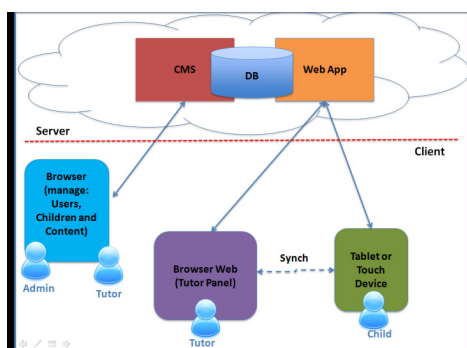 CMS
DB
Web App
Server
Client
Browser
(manage:
Users,
Children and
Content)
Admin
Tutor
Browser Web
(Tutor Panel)
Tutor
Synch
Tablet or
Touch
Device
Child